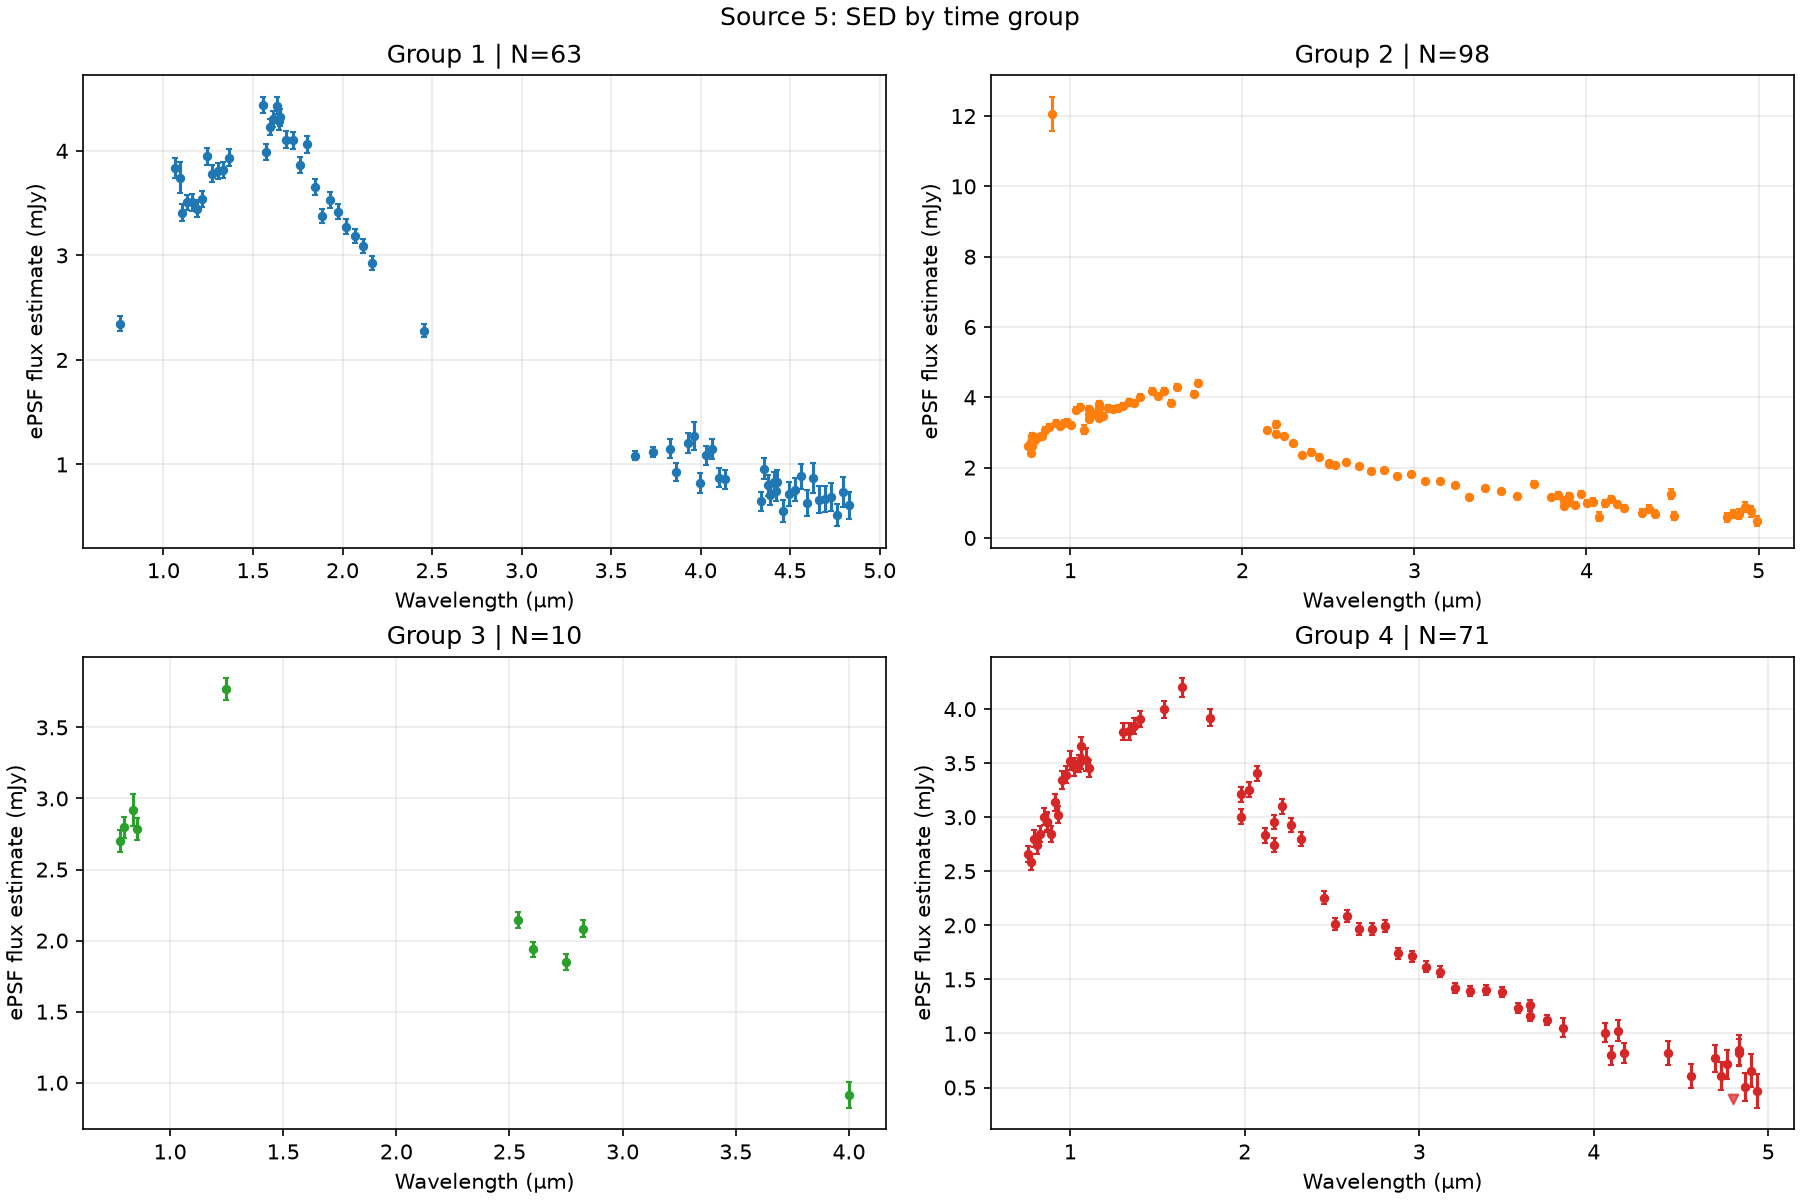 Source 5: SED by time group
Group 1 | N=63
ePSF flux estimate (mJy)
4
3
2
1
1.0 1.5 2.0 2.5 3.0 3.5 4.0 4.5 5.0
Wavelength (µm)
Group 2 | N=98
ePSF flux estimate (mJy)
12
10
8
6
4
2
0
1 2 3 4 5
Wavelength (µm)
Group 3 | N=10
ePSF flux estimate (mJy)
3.5
3.0
2.5
2.0
1.5
1.0
1.0 1.5 2.0 2.5 3.0 3.5 4.0
Wavelength (µm)
Group 4 | N=71
ePSF flux estimate (mJy)
4.0
3.5
3.0
2.5
2.0
1.5
1.0
0.5
1 2 3 4 5
Wavelength (µm)